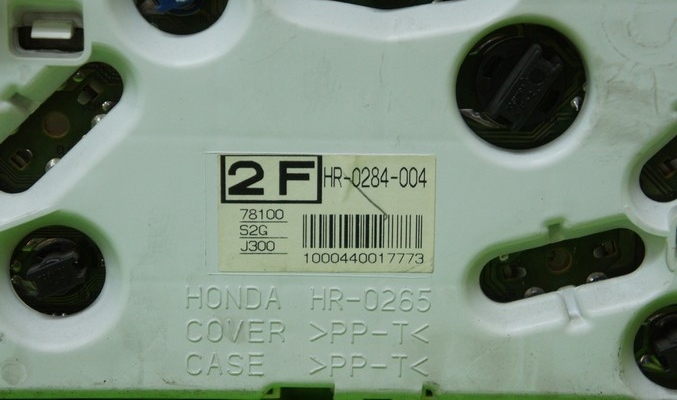 2F HR-0284-004
78100
S2G
J300
1000440017773
HONDA HR-0265
COVER >PP-T<
CASE >PP-T<